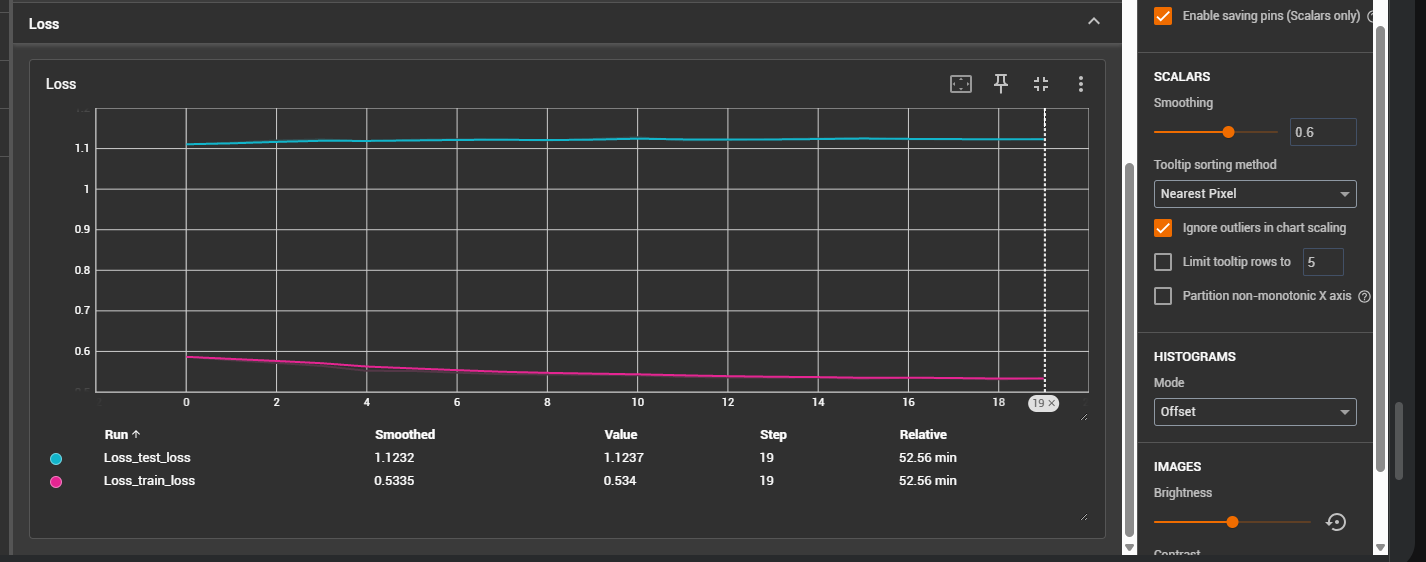 Loss
Loss
1.1
1
0.9
0.8
0.7
0.6
0 2 4 6 8 10 12 14 16 18 19 ×
Run ↑ Smoothed Value Step Relative
Loss_test_loss 1.1232 1.1237 19 52.56 min
Loss_train_loss 0.5335 0.534 19 52.56 min
Enable saving pins (Scalars only)
SCALARS
Smoothing
0.6
Tooltip sorting method
Nearest Pixel
Ignore outliers in chart scaling
Limit tooltip rows to 5
Partition non-monotonic X axis ?
HISTOGRAMS
Mode
Offset
IMAGES
Brightness
Contrast